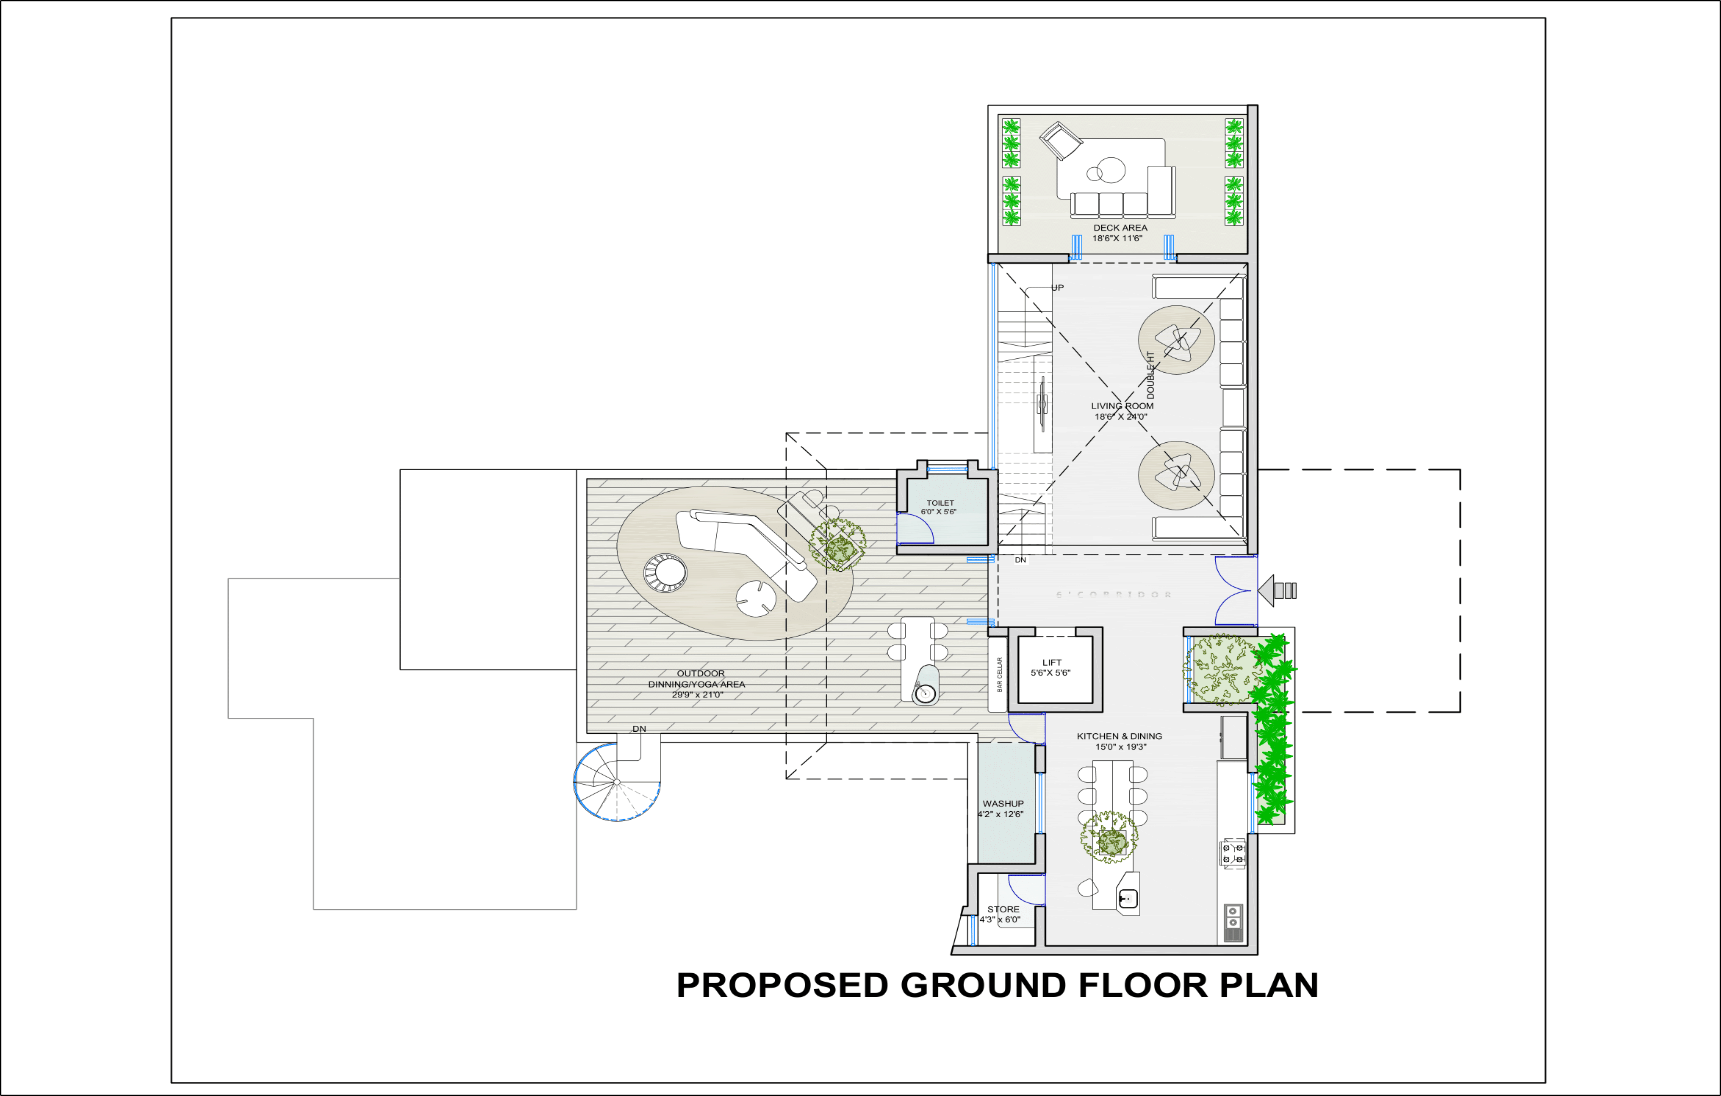 DECK AREA
18'6"X 11'6"
UP
DOUBLE HT
LIVING ROOM
18'6" X 24'0"
TOILET
6'0" X 5'6"
DN
6'CORRIDOR
LIFT
5'6"X 5'6"
BAR CELLAR
OUTDOOR
DINNING/YOGA AREA
29'9" x 21'0"
DN
KITCHEN & DINING
15'0" x 19'3"
WASHUP
4'2" x 12'6"
STORE
4'3" x 6'0"
PROPOSED GROUND FLOOR PLAN